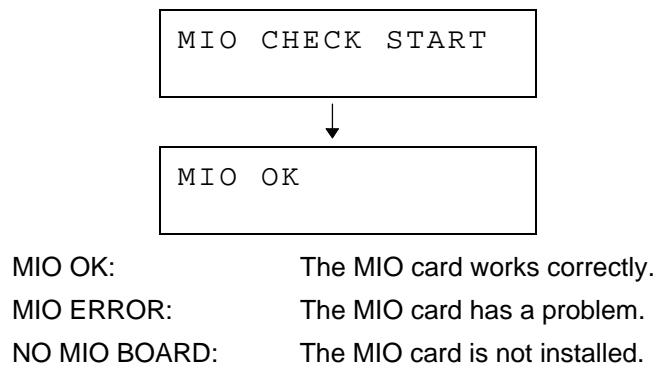 MIO CHECK START
MIO OK
MIO OK: The MIO card works correctly.
MIO ERROR: The MIO card has a problem.
NO MIO BOARD: The MIO card is not installed.